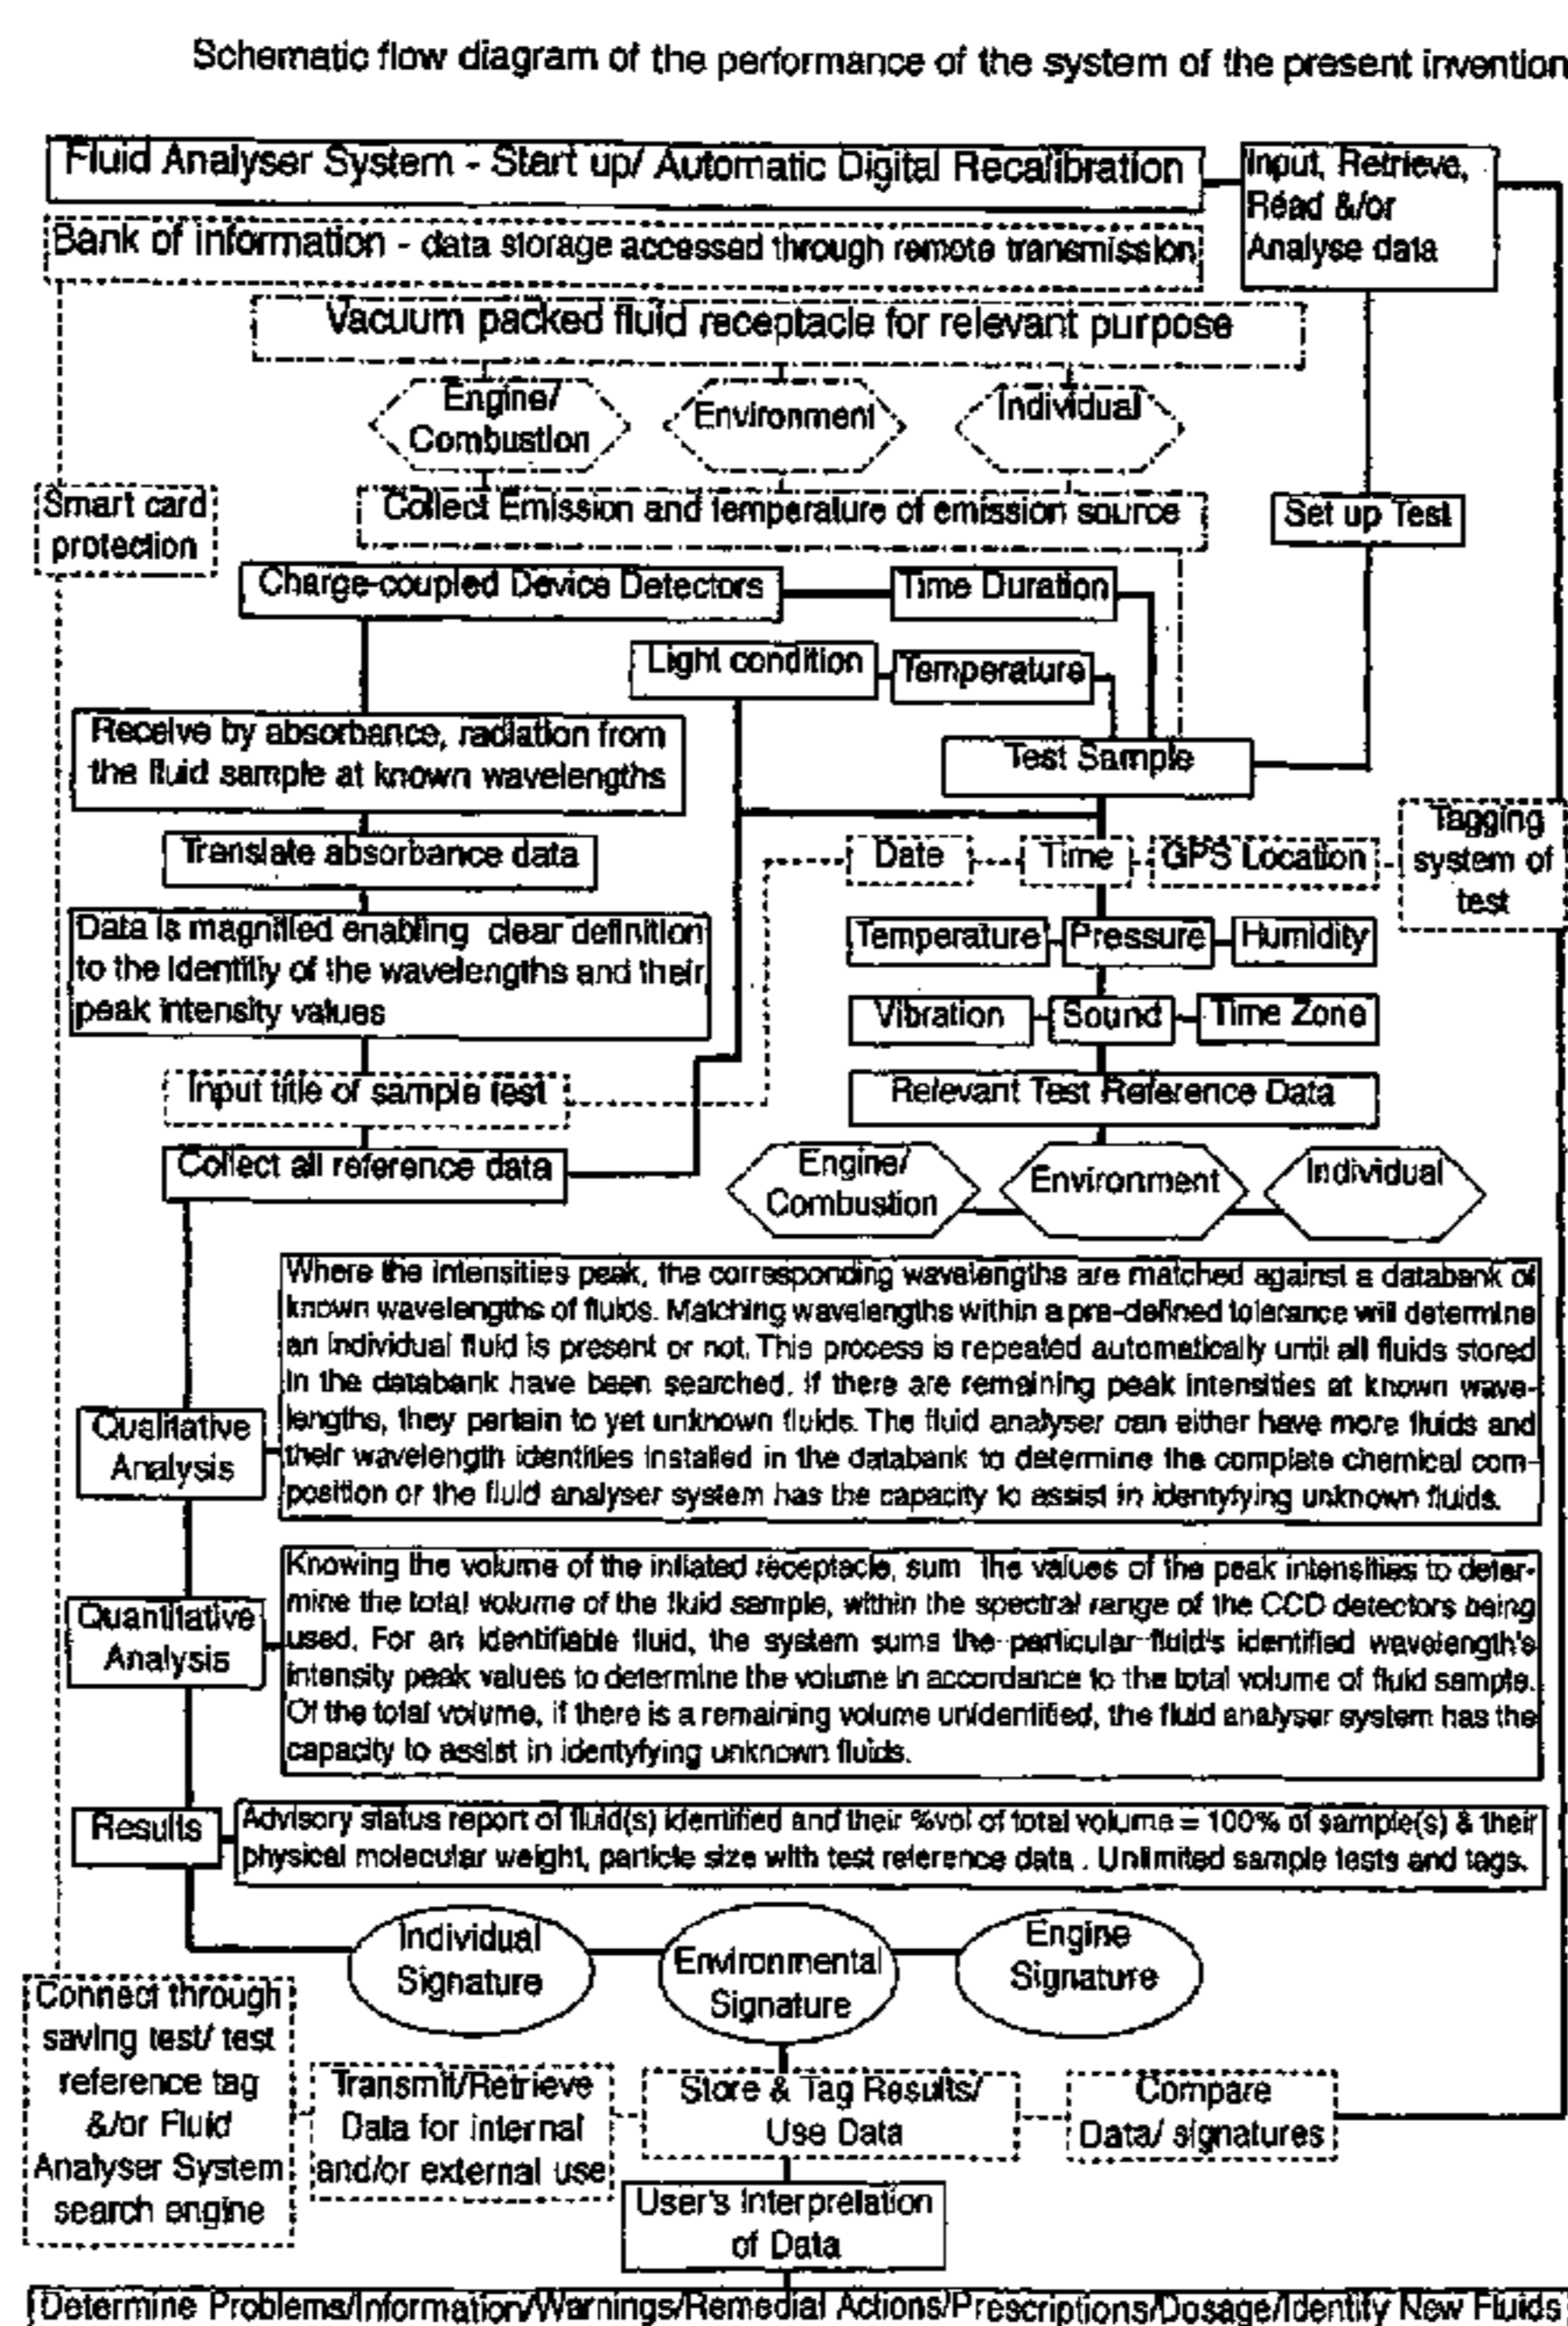 Schematic flow diagram of the performance of the system of the present invention
Fluid Analyser System - Start up/ Automatic Digital Recalibration
Input, Retrieve,
Read &/or
Analyse data
Bank of information - data storage accessed through remote transmission
Vacuum packed fluid receptacle for relevant purpose
Engine/
Combustion
Environment
Individual
Smart card
protection
Collect Emission and temperature of emission source
Set up Test
Charge-coupled Device Detectors
Time Duration
Light condition
Temperature
Receive by absorbance, radiation from
the fluid sample at known wavelengths
Test Sample
Translate absorbance data
Date
Time
GPS Location
Tagging
system of
test
Data is magnified enabling clear definition
to the identity of the wavelengths and their
peak intensity values
Temperature
Pressure
Humidity
Vibration
Sound
Time Zone
Input title of sample test
Relevant Test Reference Data
Collect all reference data
Engine/
Combustion
Environment
Individual
Where the intensities peak, the corresponding wavelengths are matched against a databank of
known wavelengths of fluids. Matching wavelengths within a pre-defined tolerance will determine
an individual fluid is present or not. This process is repeated automatically until all fluids stored
in the databank have been searched. If there are remaining peak intensities at known wave-
lengths, they pertain to yet unknown fluids. The fluid analyser can either have more fluids and
their wavelength identities installed in the databank to determine the complete chemical com-
position or the fluid analyser system has the capacity to assist in identyfying unknown fluids.
Qualitative
Analysis
Knowing the volume of the inflated receptacle, sum the values of the peak intensities to deter-
mine the total volume of the fluid sample, within the spectral range of the CCD detectors being
used. For an identifiable fluid, the system sums the particular fluid's identified wavelength's
intensity peak values to determine the volume in accordance to the total volume of fluid sample.
Of the total volume, if there is a remaining volume unidentified, the fluid analyser system has the
capacity to assist in identyfying unknown fluids.
Quantitative
Analysis
Results
Advisory status report of fluid(s) identified and their %vol of total volume = 100% of sample(s) & their
physical molecular weight, particle size with test reference data . Unlimited sample tests and tags.
Individual
Signature
Environmental
Signature
Engine
Signature
Connect through
saving test/ test
reference tag
&/or Fluid
Analyser System
search engine
Transmit/Retrieve
Data for internal
and/or external use
Store & Tag Results/
Use Data
Compare
Data/ signatures
User's Interpretation
of Data
Determine Problems/Information/Warnings/Remedial Actions/Prescriptions/Dosage/Identify New Fluids